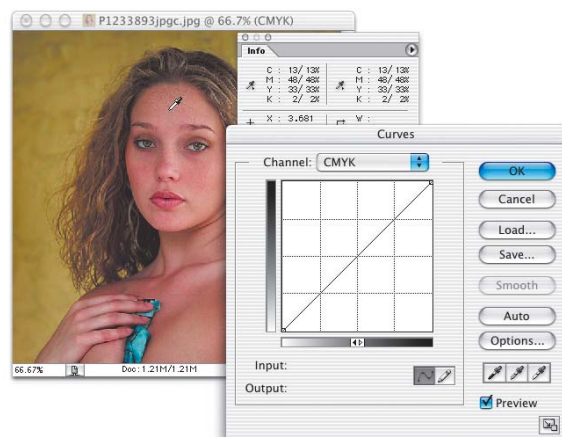 P1233893jpgc.jpg @ 66.7% (CMYK)
Info
C : 13/ 13%
M : 48/ 48%
Y : 33/ 33%
K : 2/ 2%
C : 13/ 13%
M : 48/ 48%
Y : 33/ 33%
K : 2/ 2%
X : 3.681
W :
Curves
Channel: CMYK
OK
Cancel
Load...
Save...
Smooth
Auto
Options...
Input:
Output:
Preview
66.67%
Doc: 1.21M/1.21M